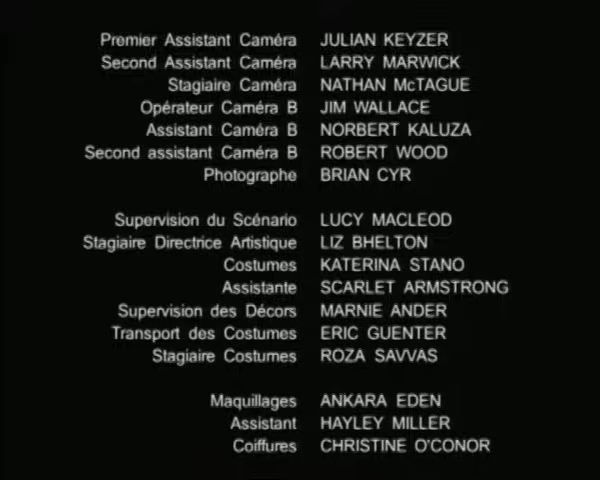 Premier Assistant Caméra JULIAN KEYZER
Second Assistant Caméra LARRY MARWICK
Stagiaire Caméra NATHAN McTAGUE
Opérateur Caméra B JIM WALLACE
Assistant Caméra B NORBERT KALUZA
Second assistant Caméra B ROBERT WOOD
Photographe BRIAN CYR
Supervision du Scénario LUCY MACLEOD
Stagiaire Directrice Artistique LIZ BHELTON
Costumes KATERINA STANO
Assistante SCARLET ARMSTRONG
Supervision des Décors MARNIE ANDER
Transport des Costumes ERIC GUENTER
Stagiaire Costumes ROZA SAVVAS
Maquillages ANKARA EDEN
Assistant HAYLEY MILLER
Coiffures CHRISTINE O'CONOR